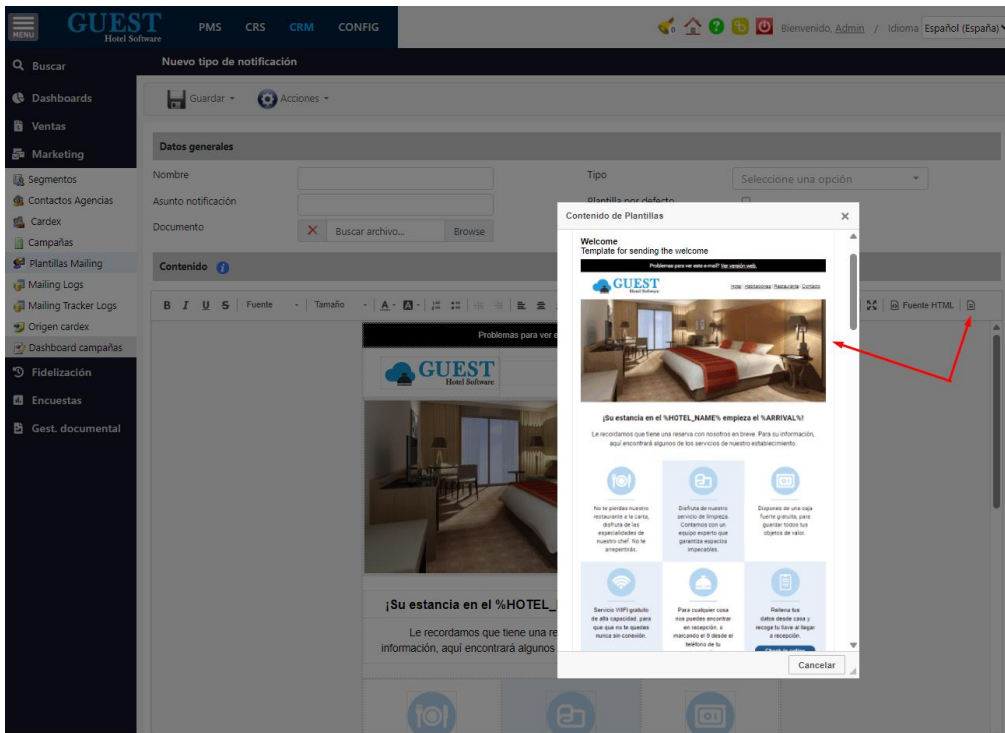 MENU
GUEST
Hotel Software
PMS CRS CRM CONFIG
0
Bienvenido, Admin / Idioma Español (España)
Buscar
Nuevo tipo de notificación
Dashboards
Guardar
Acciones
Ventas
Marketing
Datos generales
Segmentos
Nombre
Tipo
Seleccione una opción
Contactos Agencias
Asunto notificación
Plantilla por defecto
Cardex
Documento
Buscar archivo...
Browse
Campañas
Plantillas Mailing
Contenido
Mailing Logs
Mailing Tracker Logs
B I U S Fuente Tamaño A A
Fuente HTML
Origen cardex
Dashboard campañas
Fidelización
Encuestas
Gest. documental
Problemas para ver e
GUEST
Hotel Software
¡Su estancia en el %HOTEL_
Le recordamos que tiene una re
información, aquí encontrará algunos
Contenido de Plantillas
Welcome
Template for sending the welcome
Problemas para ver este e-mail? Ver versión web.
GUEST
Hotel Software
Hotel | Habitaciones | Restaurante | Contacto
¡Su estancia en el %HOTEL_NAME% empieza el %ARRIVAL%!
Le recordamos que tiene una reserva con nosotros en breve. Para su información,
aquí encontrará algunos de los servicios de nuestro establecimiento.
No te pierdas nuestro
restaurante a la carta,
disfruta de las
especialidades de
nuestro chef. No te
arrepentirás.
Disfruta de nuestro
servicio de limpieza.
Contamos con un
equipo experto que
garantiza espacios
impecables.
Dispones de una caja
fuerte gratuita, para
guardar todos tus
objetos de valor.
Servicio WIFI gratuito
de alta capacidad, para
que que no te quedes
nunca sin conexión.
Para cualquier cosa
nos puedes encontrar
en recepción, o
marcando el 9 desde el
teléfono de tu
Rellena tus
datos desde casa y
recoge tu llave al llegar
a recepción.
Check-in online
Cancelar